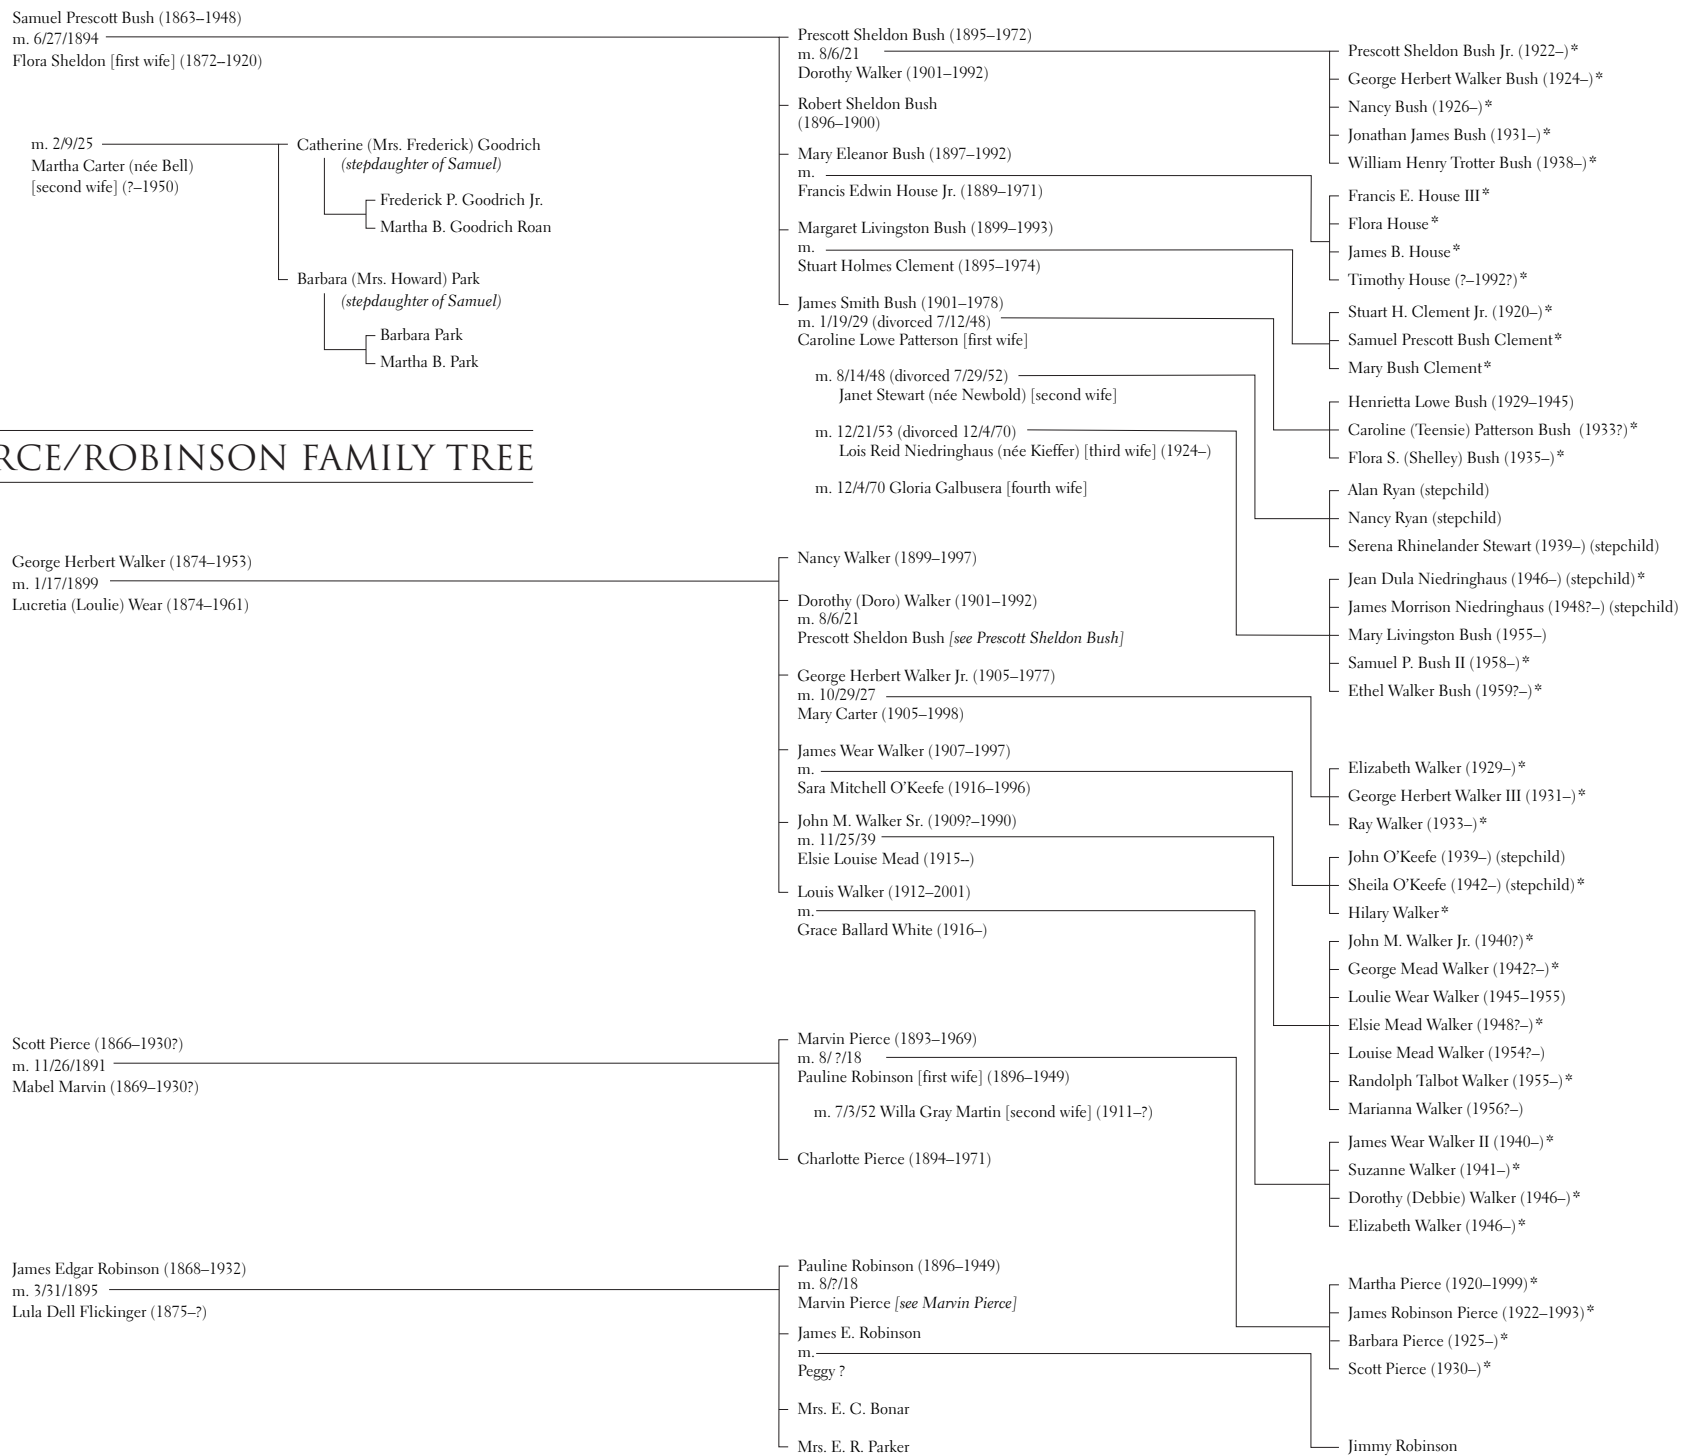 Samuel Prescott Bush (1863–1948)
m. 6/27/1894
Flora Sheldon [first wife] (1872–1920)
m. 2/9/25
Martha Carter (née Bell)
[second wife] (?–1950)
Catherine (Mrs. Frederick) Goodrich
(stepdaughter of Samuel)
Frederick P. Goodrich Jr.
Martha B. Goodrich Roan
Barbara (Mrs. Howard) Park
(stepdaughter of Samuel)
Barbara Park
Martha B. Park
RCE/ROBINSON FAMILY TREE
Prescott Sheldon Bush (1895–1972)
m. 8/6/21
Dorothy Walker (1901–1992)
Robert Sheldon Bush
(1896–1900)
Mary Eleanor Bush (1897–1992)
m.
Francis Edwin House Jr. (1889–1971)
Margaret Livingston Bush (1899–1993)
m.
Stuart Holmes Clement (1895–1974)
James Smith Bush (1901–1978)
m. 1/19/29 (divorced 7/12/48)
Caroline Lowe Patterson [first wife]
m. 8/14/48 (divorced 7/29/52)
Janet Stewart (née Newbold) [second wife]
m. 12/21/53 (divorced 12/4/70)
Lois Reid Niedringhaus (née Kieffer) [third wife] (1924–)
m. 12/4/70 Gloria Galbusera [fourth wife]
Prescott Sheldon Bush Jr. (1922–)*
George Herbert Walker Bush (1924–)*
Nancy Bush (1926–)*
Jonathan James Bush (1931–)*
William Henry Trotter Bush (1938–)*
Francis E. House III*
Flora House*
James B. House*
Timothy House (?–1992?)*
Stuart H. Clement Jr. (1920–)*
Samuel Prescott Bush Clement*
Mary Bush Clement*
Henrietta Lowe Bush (1929–1945)
Caroline (Teensie) Patterson Bush (1933?)*
Flora S. (Shelley) Bush (1935–)*
Alan Ryan (stepchild)
Nancy Ryan (stepchild)
Serena Rhinelander Stewart (1939–) (stepchild)
Jean Dula Niedringhaus (1946–) (stepchild)*
James Morrison Niedringhaus (1948?–) (stepchild)
Mary Livingston Bush (1955–)
Samuel P. Bush II (1958–)*
Ethel Walker Bush (1959?–)*
George Herbert Walker (1874–1953)
m. 1/17/1899
Lucretia (Loulie) Wear (1874–1961)
Nancy Walker (1899–1997)
Dorothy (Doro) Walker (1901–1992)
m. 8/6/21
Prescott Sheldon Bush [see Prescott Sheldon Bush]
George Herbert Walker Jr. (1905–1977)
m. 10/29/27
Mary Carter (1905–1998)
James Wear Walker (1907–1997)
m.
Sara Mitchell O'Keefe (1916–1996)
John M. Walker Sr. (1909?–1990)
m. 11/25/39
Elsie Louise Mead (1915–)
Louis Walker (1912–2001)
m.
Grace Ballard White (1916–)
Elizabeth Walker (1929–)*
George Herbert Walker III (1931–)*
Ray Walker (1933–)*
John O'Keefe (1939–) (stepchild)
Sheila O'Keefe (1942–) (stepchild)*
Hilary Walker*
John M. Walker Jr. (1940?)*
George Mead Walker (1942?–)*
Loulie Wear Walker (1945–1955)
Elsie Mead Walker (1948?–)*
Louise Mead Walker (1954?–)
Randolph Talbot Walker (1955–)*
Marianna Walker (1956?–)
James Wear Walker II (1940–)*
Suzanne Walker (1941–)*
Dorothy (Debbie) Walker (1946–)*
Elizabeth Walker (1946–)*
Scott Pierce (1866–1930?)
m. 11/26/1891
Mabel Marvin (1869–1930?)
Marvin Pierce (1893–1969)
m. 8/ ?/18
Pauline Robinson [first wife] (1896–1949)
m. 7/3/52 Willa Gray Martin [second wife] (1911–?)
Charlotte Pierce (1894–1971)
Martha Pierce (1920–1999)*
James Robinson Pierce (1922–1993)*
Barbara Pierce (1925–)*
Scott Pierce (1930–)*
James Edgar Robinson (1868–1932)
m. 3/31/1895
Lula Dell Flickinger (1875–?)
Pauline Robinson (1896–1949)
m. 8/?/18
Marvin Pierce [see Marvin Pierce]
James E. Robinson
m.
Peggy ?
Mrs. E. C. Bonar
Mrs. E. R. Parker
Jimmy Robinson